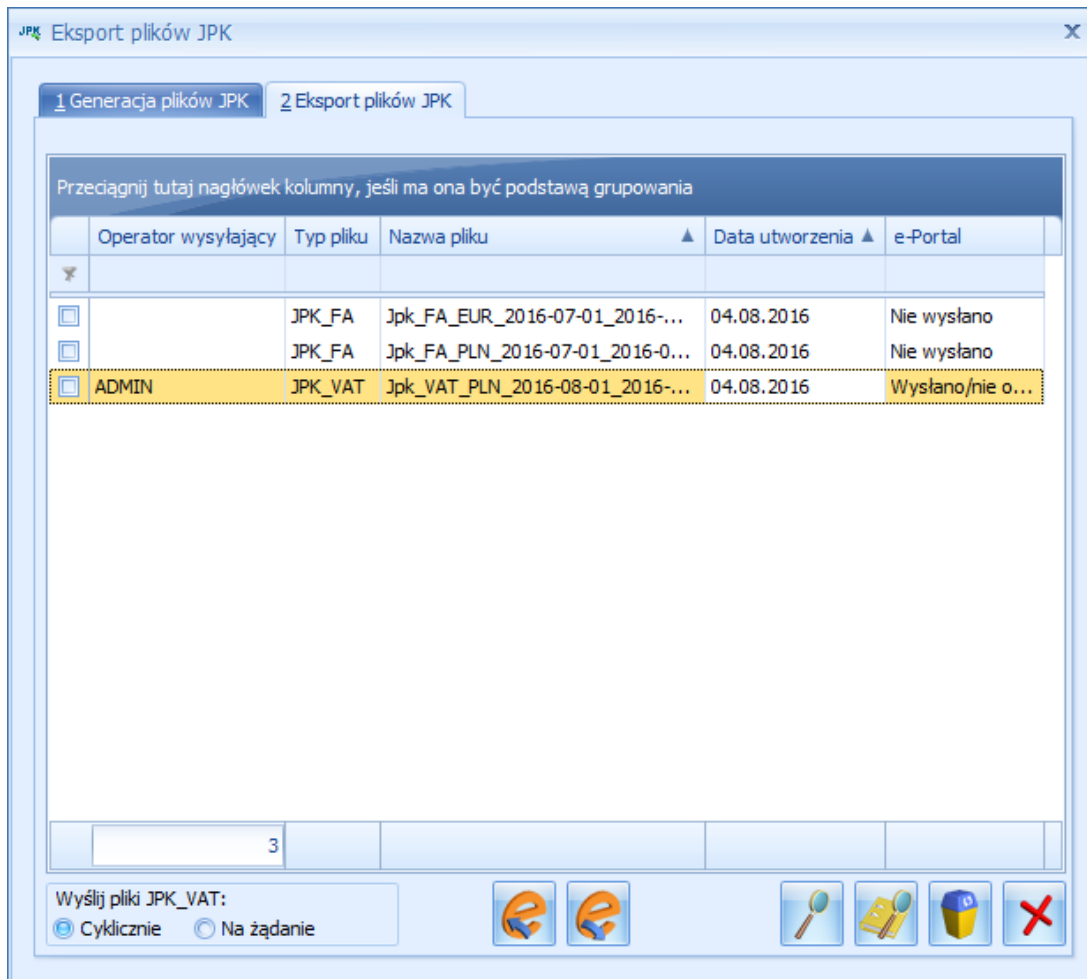 JPK Eksport plików JPK
1 Generacja plików JPK 2 Eksport plików JPK
Przeciągnij tutaj nagłówek kolumny, jeśli ma ona być podstawą grupowania
Operator wysyłający Typ pliku Nazwa pliku Data utworzenia e-Portal
JPK_FA Jpk_FA_EUR_2016-07-01_2016-... 04.08.2016 Nie wysłano
JPK_FA Jpk_FA_PLN_2016-07-01_2016-0... 04.08.2016 Nie wysłano
ADMIN JPK_VAT Jpk_VAT_PLN_2016-08-01_2016-... 04.08.2016 Wysłano/nie o...
3
Wyślij pliki JPK_VAT:
Cyklicznie Na żądanie